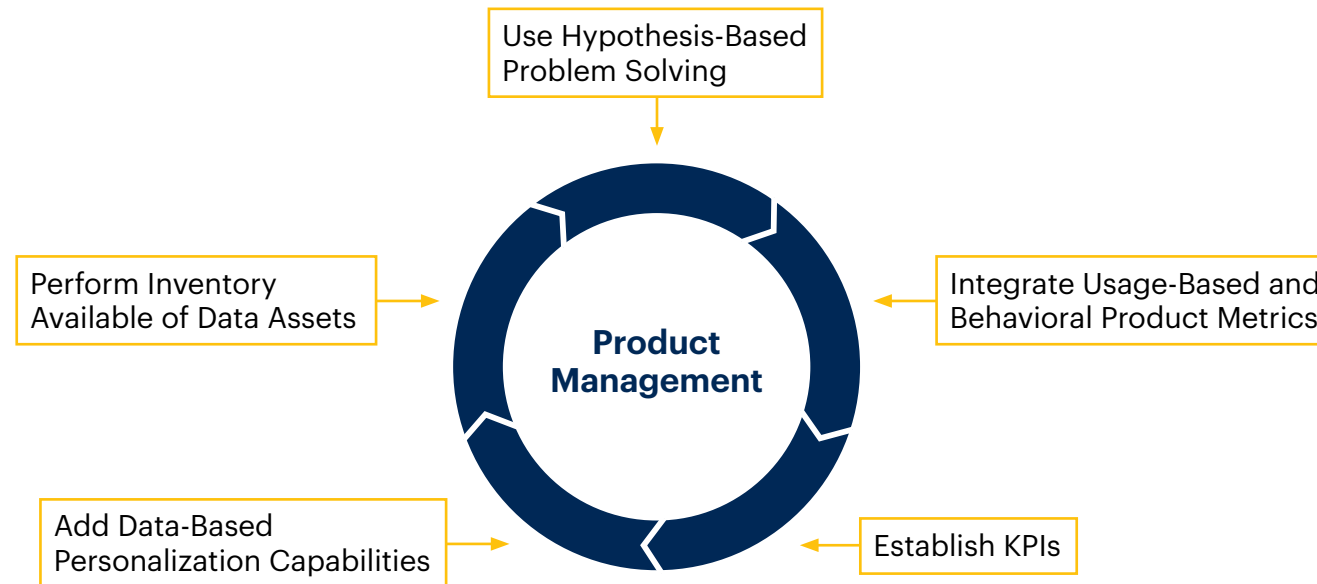 Use Hypothesis-Based
Problem Solving
Perform Inventory
Available of Data Assets
Integrate Usage-Based and
Behavioral Product Metrics
Product
Management
Add Data-Based
Personalization Capabilities
Establish KPIs